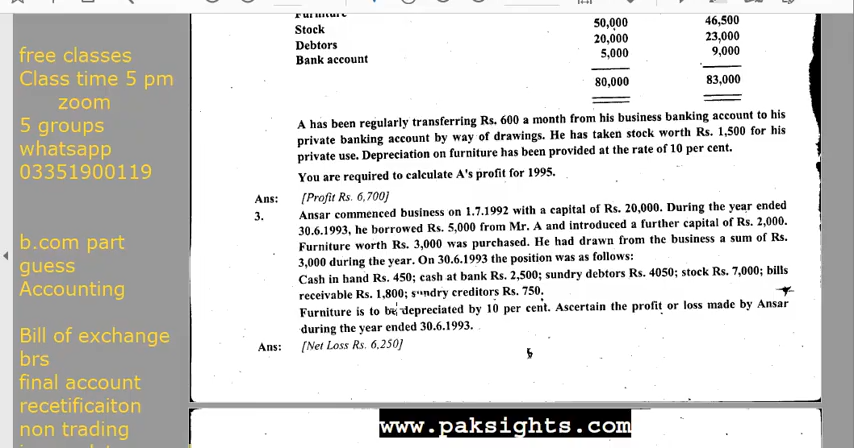 free classes
Class time 5 pm
zoom
5 groups
whatsapp
03351900119
b.com part
guess
Accounting
Bill of exchange
brs
final account
recetificaiton
non trading
Furniture
Stock 50,000 46,500
Debtors 20,000 23,000
Bank account 5,000 9,000
80,000 83,000
A has been regularly transferring Rs. 600 a month from his business banking account to his
private banking account by way of drawings. He has taken stock worth Rs. 1,500 for his
private use. Depreciation on furniture has been provided at the rate of 10 per cent.
You are required to calculate A's profit for 1995.
Ans: [Profit Rs. 6,700]
3. Ansar commenced business on 1.7.1992 with a capital of Rs. 20,000. During the year ended
30.6.1993, he borrowed Rs. 5,000 from Mr. A and introduced a further capital of Rs. 2,000.
Furniture worth Rs. 3,000 was purchased. He had drawn from the business a sum of Rs.
3,000 during the year. On 30.6.1993 the position was as follows:
Cash in hand Rs. 450; cash at bank Rs. 2,500; sundry debtors Rs. 4050; stock Rs. 7,000; bills
receivable Rs. 1,800; sundry creditors Rs. 750.
Furniture is to be depreciated by 10 per cent. Ascertain the profit or loss made by Ansar
during the year ended 30.6.1993.
Ans: [Net Loss Rs. 6,250]
www.paksights.com